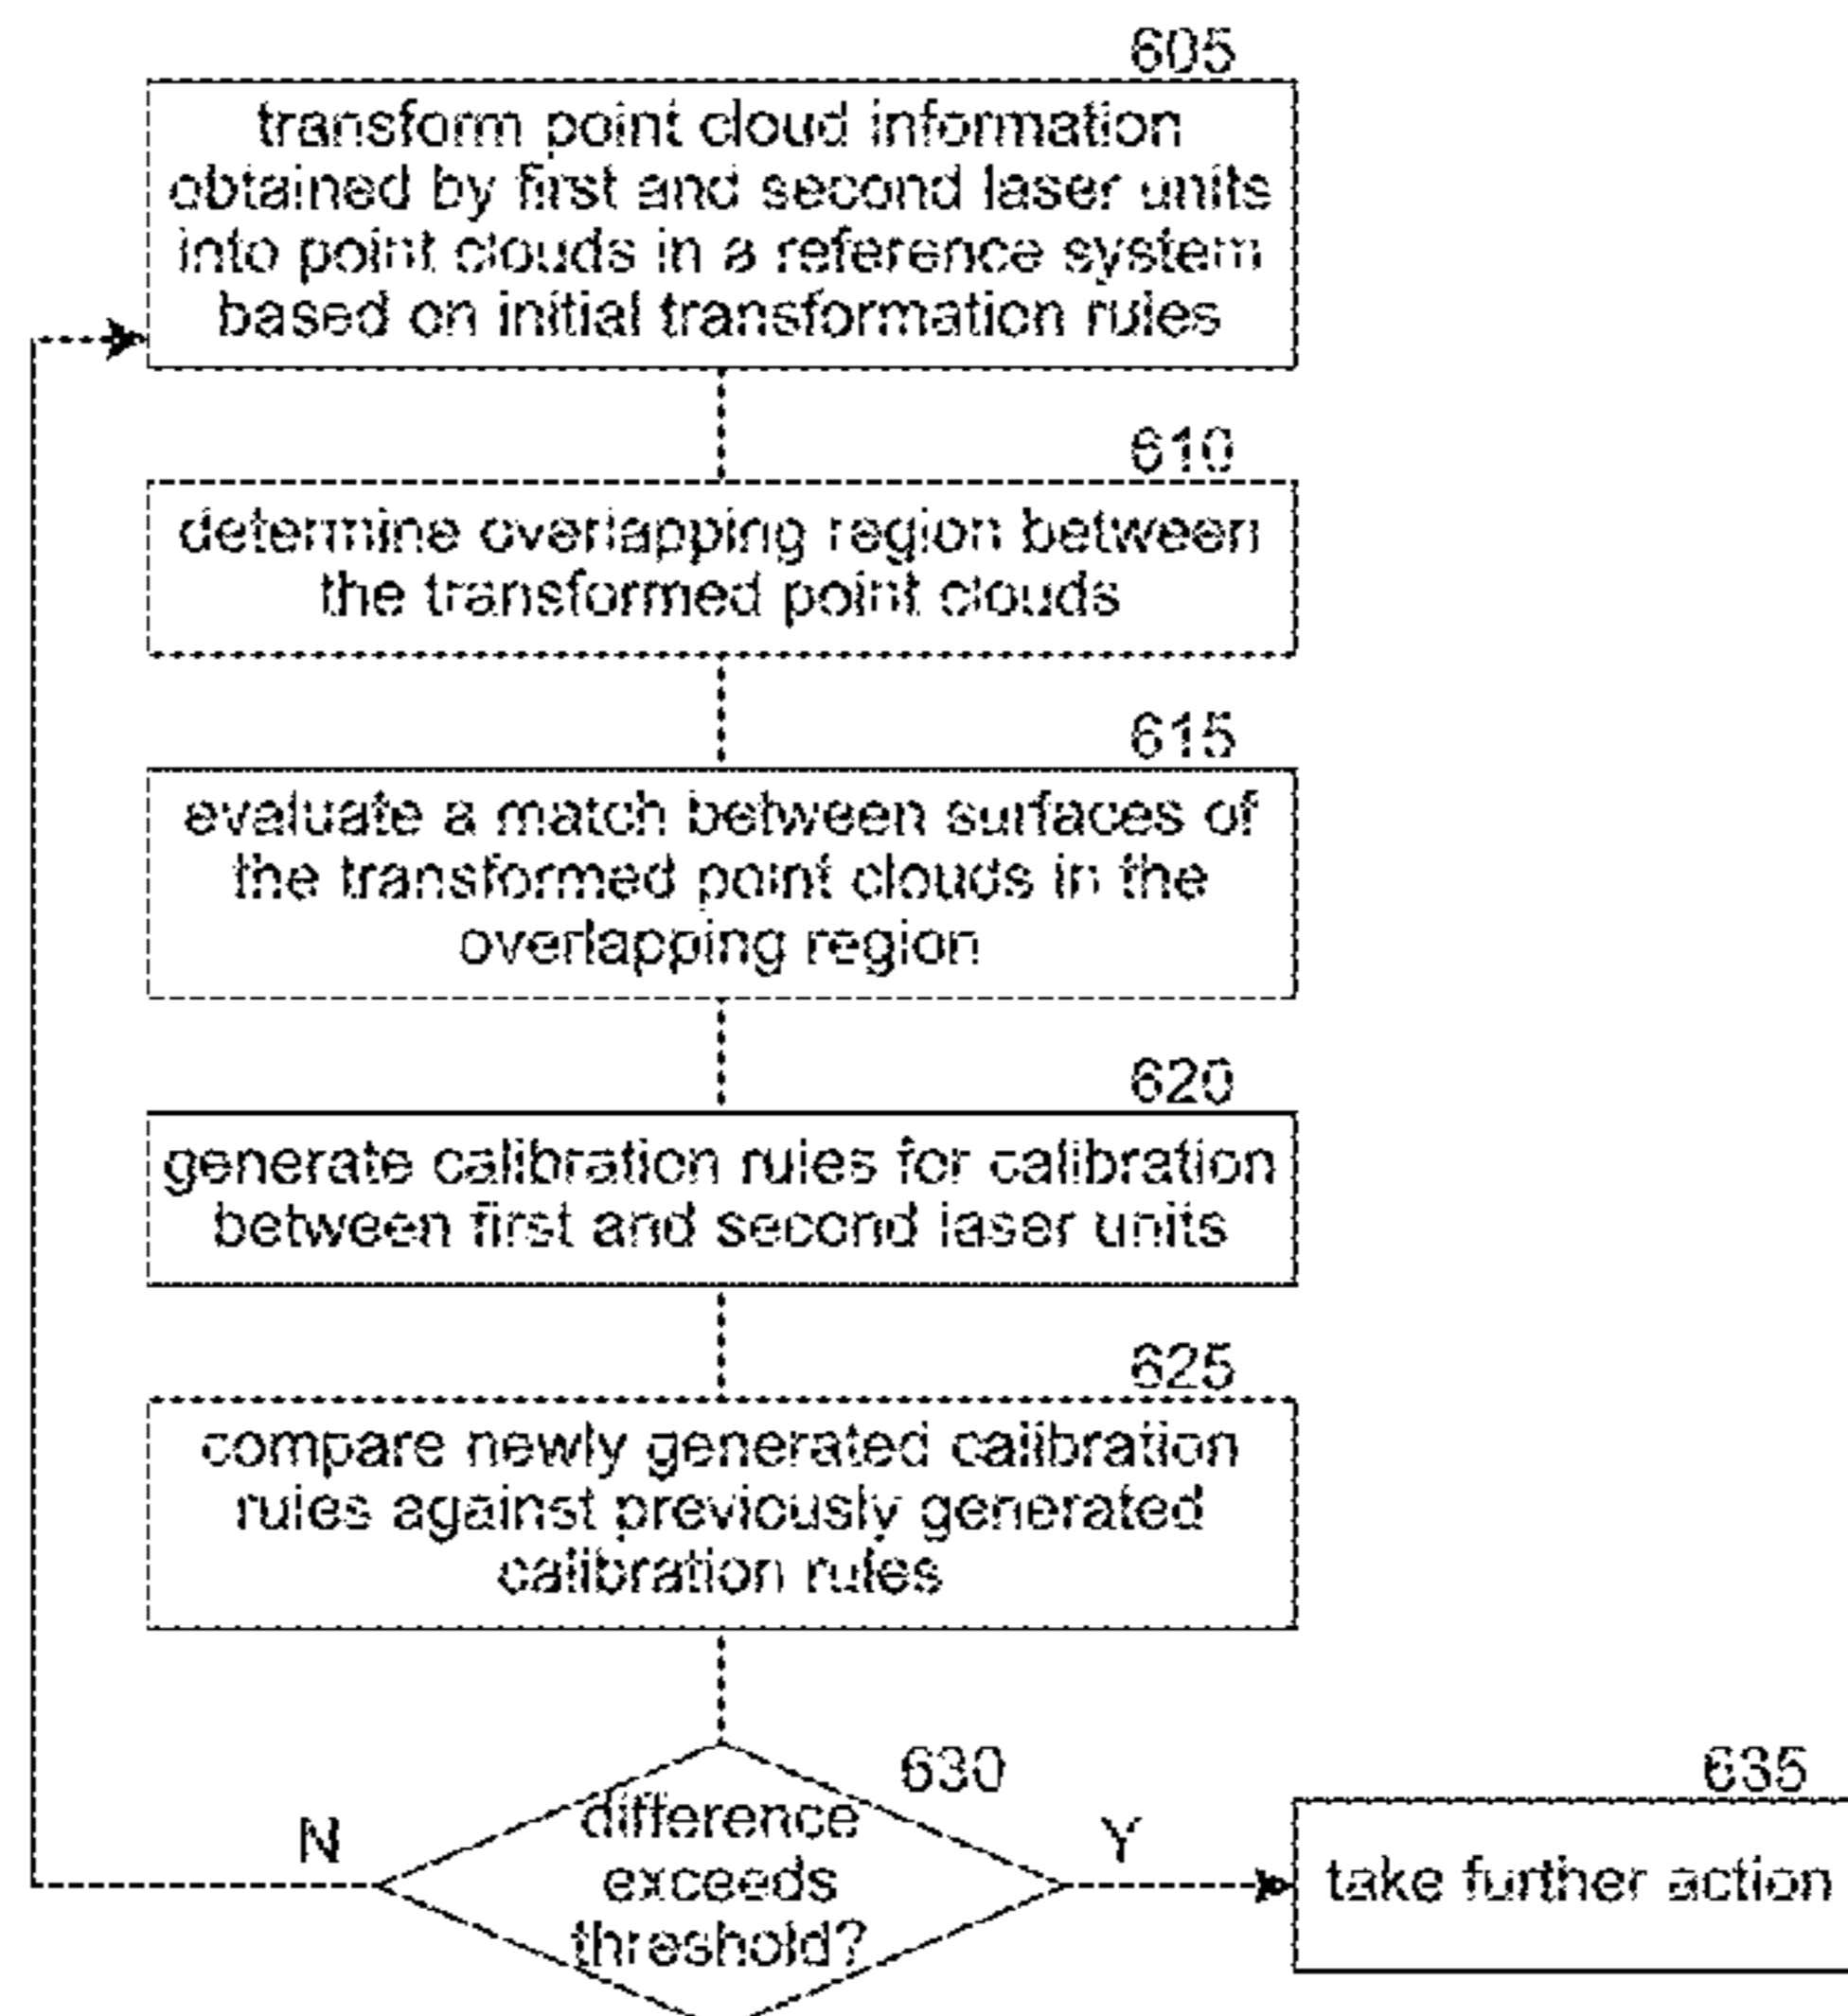 605
transform point cloud information
obtained by first and second laser units
into point clouds in a reference system
based on initial transformation rules
610
determine overlapping region between
the transformed point clouds
615
evaluate a match between surfaces of
the transformed point clouds in the
overlapping region
620
generate calibration rules for calibration
between first and second laser units
625
compare newly generated calibration
rules against previously generated
calibration rules
630
difference
exceeds
threshold?
N
Y
635
take further action